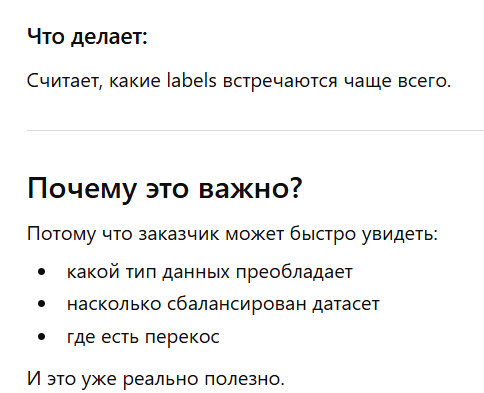 Что делает:
Считает, какие labels встречаются чаще всего.
Почему это важно?
Потому что заказчик может быстро увидеть:
• какой тип данных преобладает
• насколько сбалансирован датасет
• где есть перекос
И это уже реально полезно.